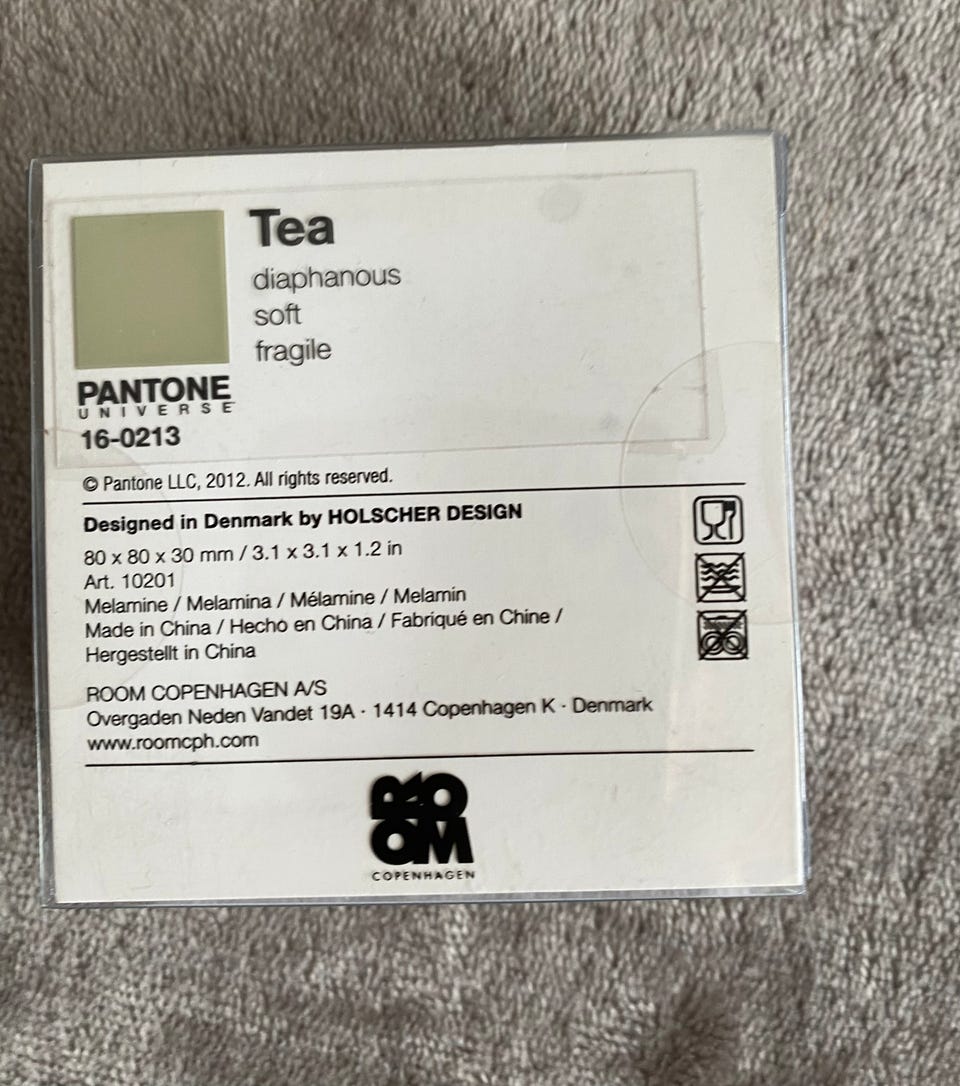 Tea
diaphanous
soft
fragile
PANTONE
UNIVERSE
16-0213
© Pantone LLC, 2012. All rights reserved.
Designed in Denmark by HOLSCHER DESIGN
80 x 80 x 30 mm / 3.1 x 3.1 x 1.2 in
Art. 10201
Melamine / Melamina / Mélamine / Melamin
Made in China / Hecho en China / Fabriqué en Chine /
Hergestellt in China
ROOM COPENHAGEN A/S
Overgaden Neden Vandet 19A · 1414 Copenhagen K · Denmark
www.roomcph.com
RO
OM
COPENHAGEN